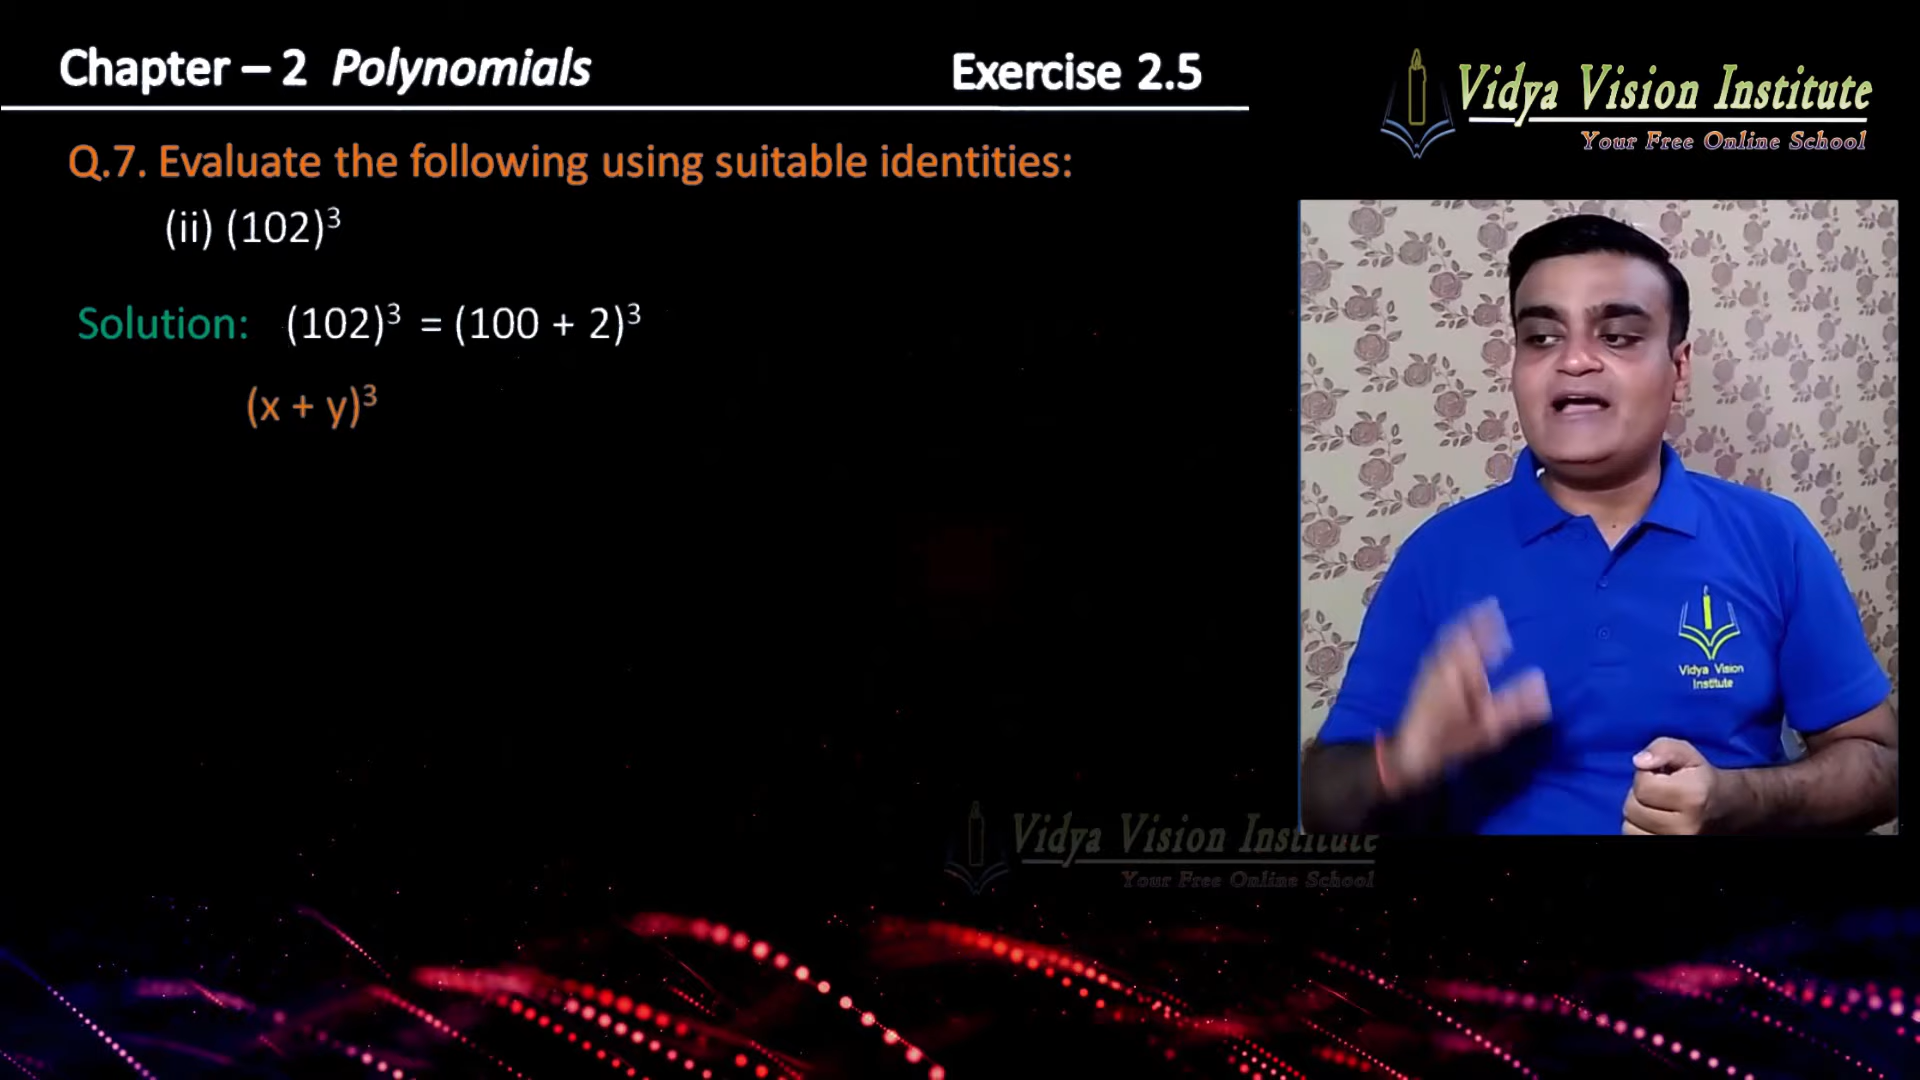 Chapter – 2 Polynomials
Exercise 2.5
Vidya Vision Institute
Your Free Online School
Q.7. Evaluate the following using suitable identities:
(ii) (102)³
Solution: (102)³ = (100 + 2)³
(x + y)³
Vidya Vision
Institute
Vidya Vision Institute
Your Free Online School